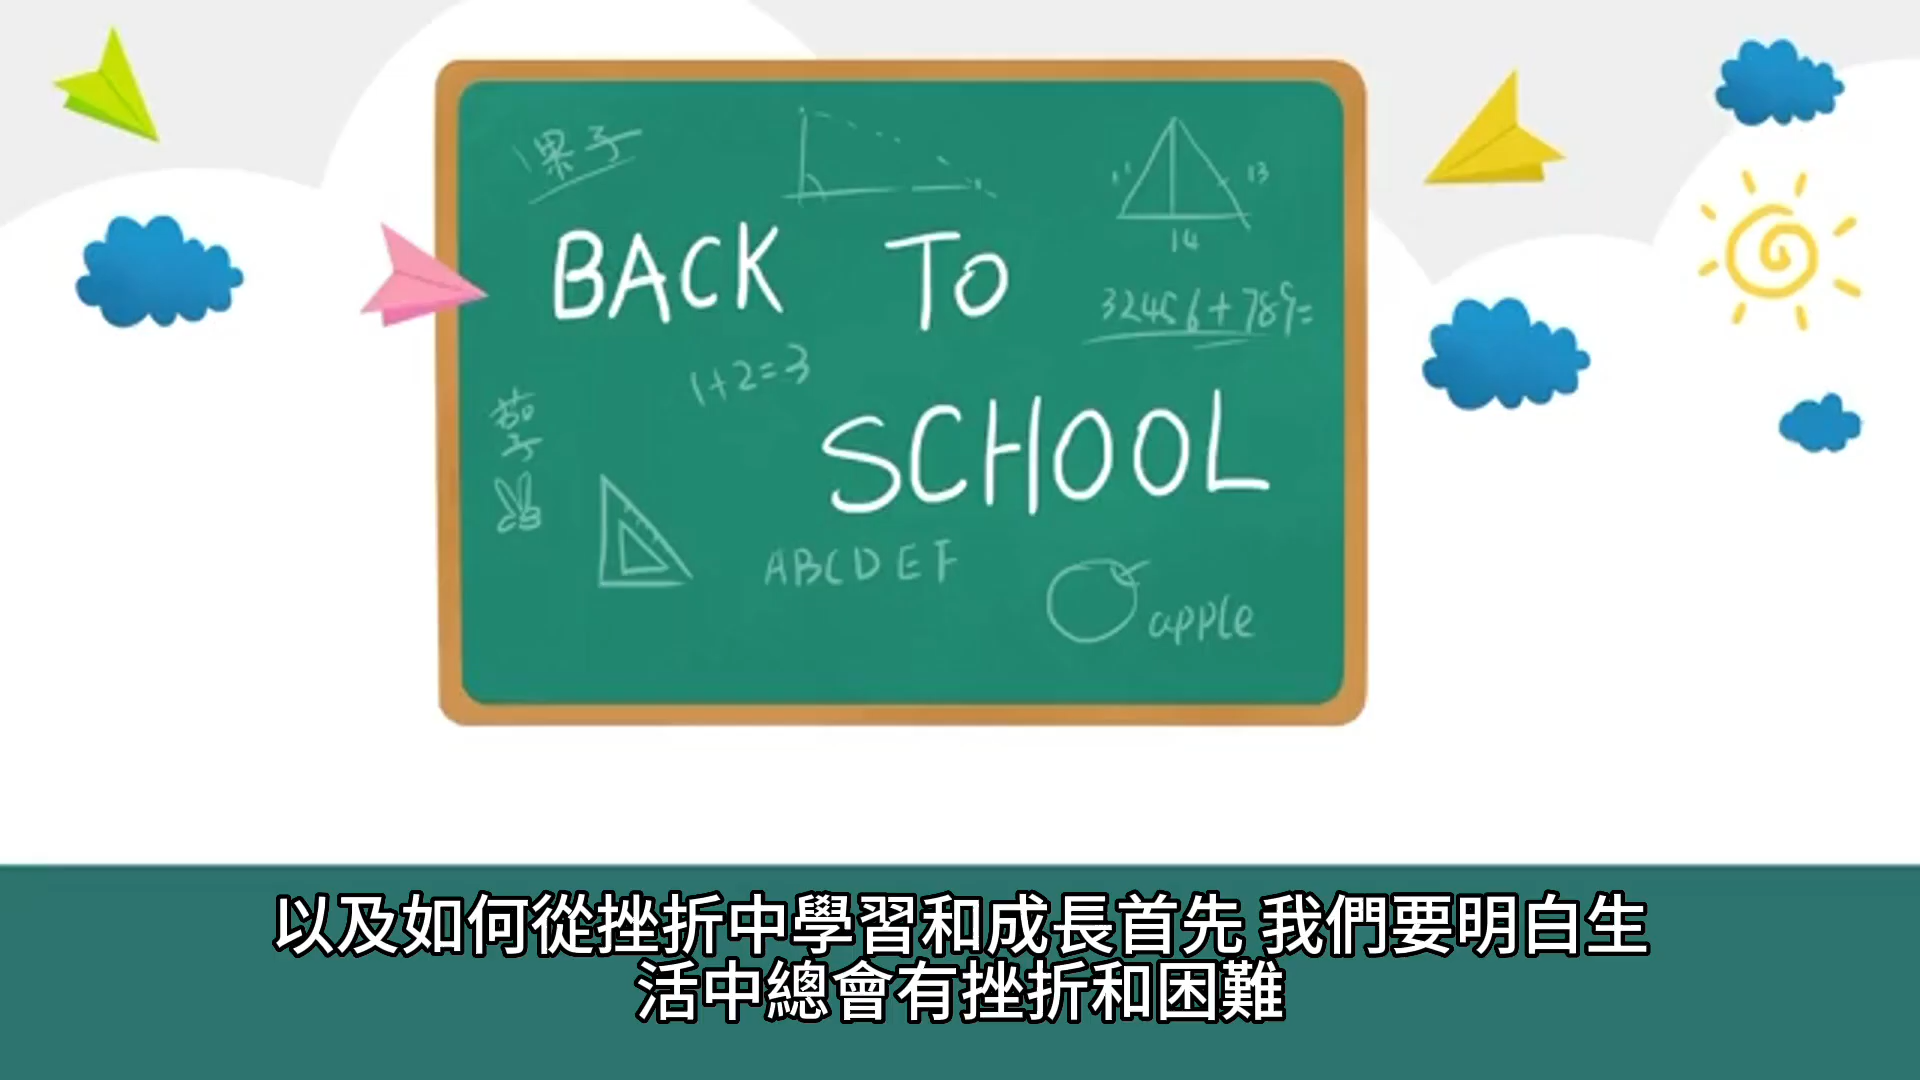 果子
13
14
BACK TO
32456+789=
1+2=3
茄子
SCHOOL
ABCDEF
apple
以及如何從挫折中學習和成長首先 我們要明白生
活中總會有挫折和困難